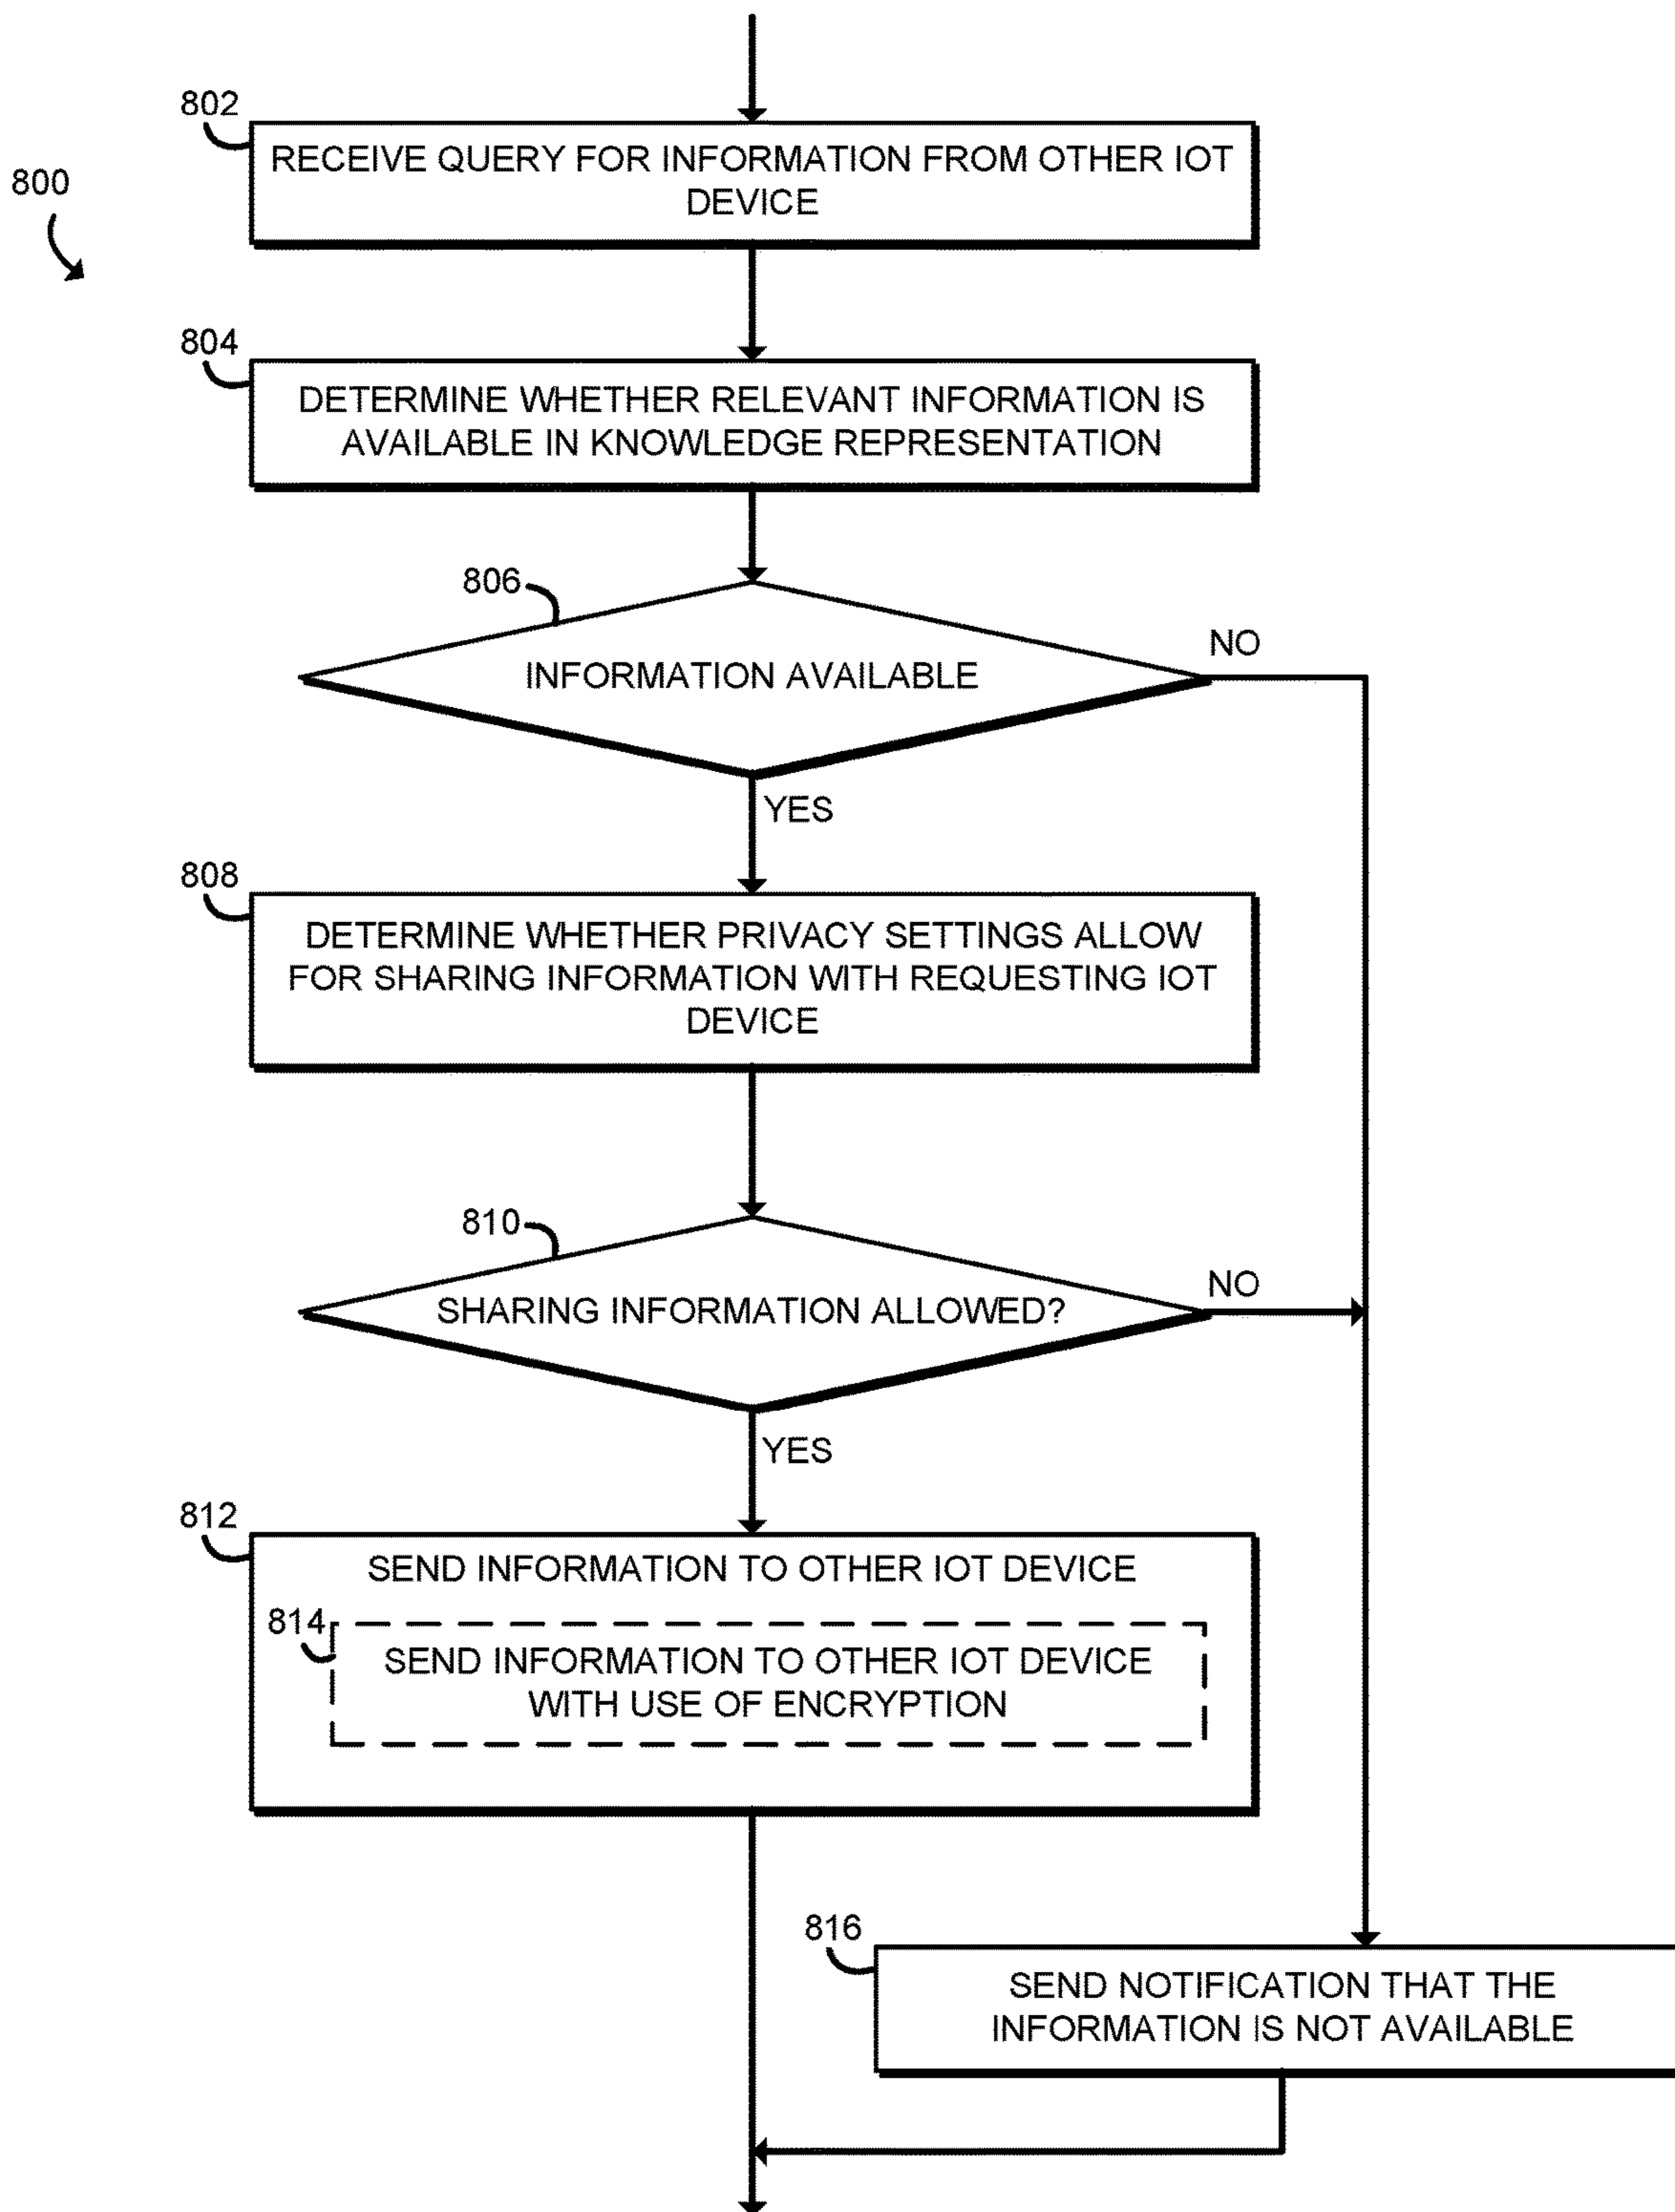 802
RECEIVE QUERY FOR INFORMATION FROM OTHER IOT
DEVICE
800
804
DETERMINE WHETHER RELEVANT INFORMATION IS
AVAILABLE IN KNOWLEDGE REPRESENTATION
806
INFORMATION AVAILABLE
NO
YES
808
DETERMINE WHETHER PRIVACY SETTINGS ALLOW
FOR SHARING INFORMATION WITH REQUESTING IOT
DEVICE
810
SHARING INFORMATION ALLOWED?
NO
YES
812
SEND INFORMATION TO OTHER IOT DEVICE
814
SEND INFORMATION TO OTHER IOT DEVICE
WITH USE OF ENCRYPTION
816
SEND NOTIFICATION THAT THE
INFORMATION IS NOT AVAILABLE